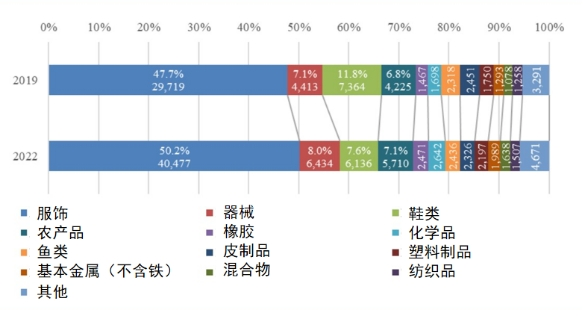 0% 10% 20% 30% 40% 50% 60% 70% 80% 90% 100%
47.7% 7.1% 11.8% 6.8%
2019 29,719 4,413 7,364 4,225 1,467 1,698 2,318 2,451 1,750 1,293 1,078 1,258 3,291
50.2% 8.0% 7.6% 7.1%
2022 40,477 6,434 6,136 5,710 2,471 2,642 2,436 2,326 2,197 1,989 1,638 1,507 4,671
服饰 器械 鞋类
农产品 橡胶 化学品
鱼类 皮制品 塑料制品
基本金属（不含铁） 混合物 纺织品
其他